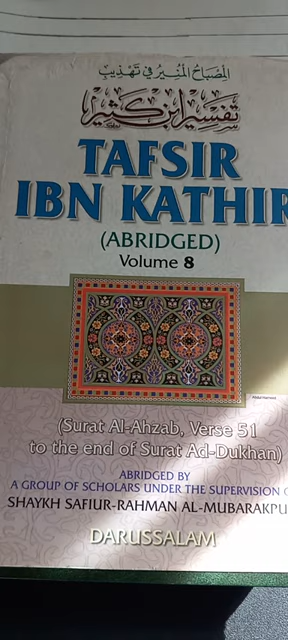 المصباح المنير في تهذيب
تفسير ابن كثير
TAFSIR
IBN KATHIR
(ABRIDGED)
Volume 8
(Surat Al-Ahzab, Verse 51
to the end of Surat Ad-Dukhan)
ABRIDGED BY
A GROUP OF SCHOLARS UNDER THE SUPERVISION
SHAYKH SAFIUR-RAHMAN AL-MUBARAKPU
DARUSSALAM